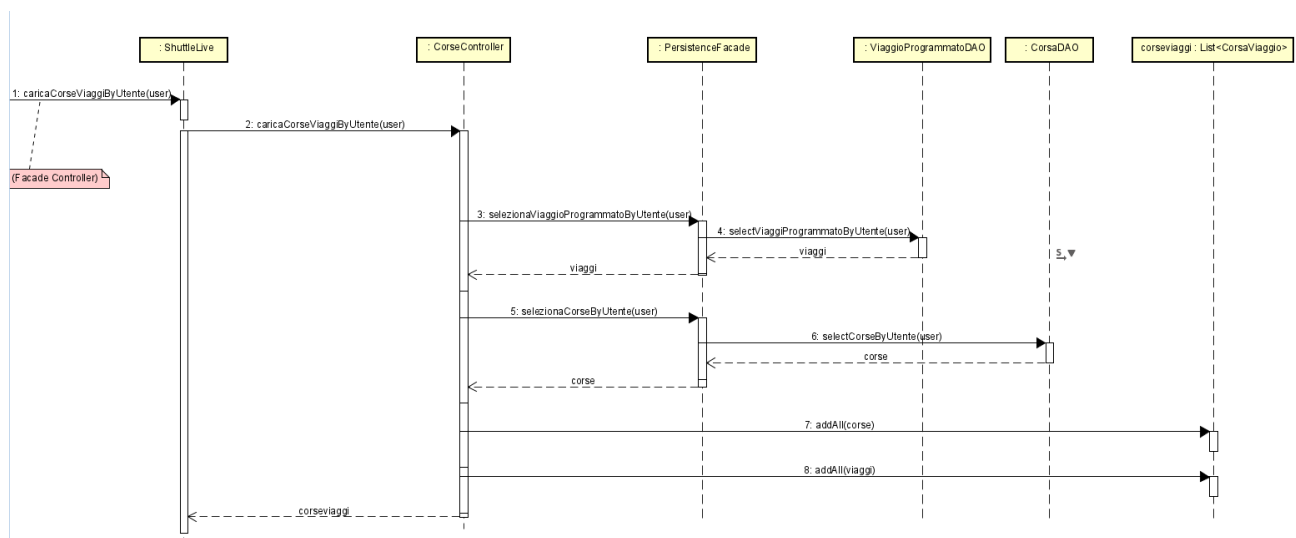 : ShuttleLive
: CorseController
: PersistenceFacade
: ViaggioProgrammatoDAO
: CorsaDAO
corseviaggi : List<CorsaViaggio>
1: caricaCorseViaggiByUtente(user)
2: caricaCorseViaggiByUtente(user)
(Facade Controller)
3: selezionaViaggioProgrammatoByUtente(user)
4: selectViaggiProgrammatoByUtente(user)
viaggi
S
viaggi
5: selezionaCorseByUtente(user)
6: selectCorseByUtente(user)
corse
corse
7: addAll(corse)
8: addAll(viaggi)
corseviaggi